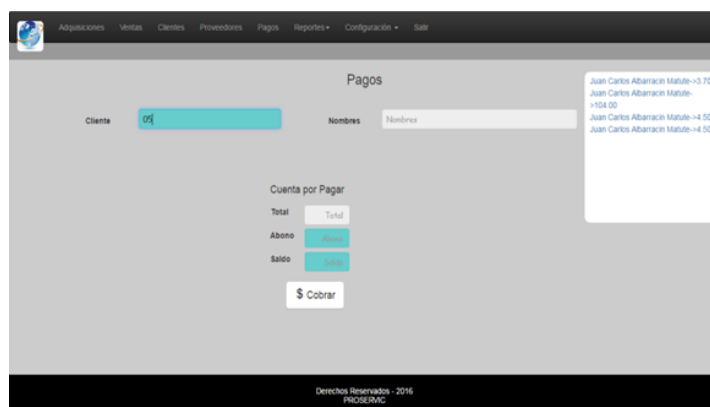 Adquisiciones Ventas Clientes Proveedores Pagos Reportes Configuración Salir
Pagos
Cliente 05 Nombres Nombres
Juan Carlos Albarracin Matute->3.70
Juan Carlos Albarracin Matute-
>104.00
Juan Carlos Albarracin Matute->4.50
Juan Carlos Albarracin Matute->4.50
Cuenta por Pagar
Total Total
Abono Abono
Saldo Saldo
$ Cobrar
Derechos Reservados - 2016
PROSERVIC